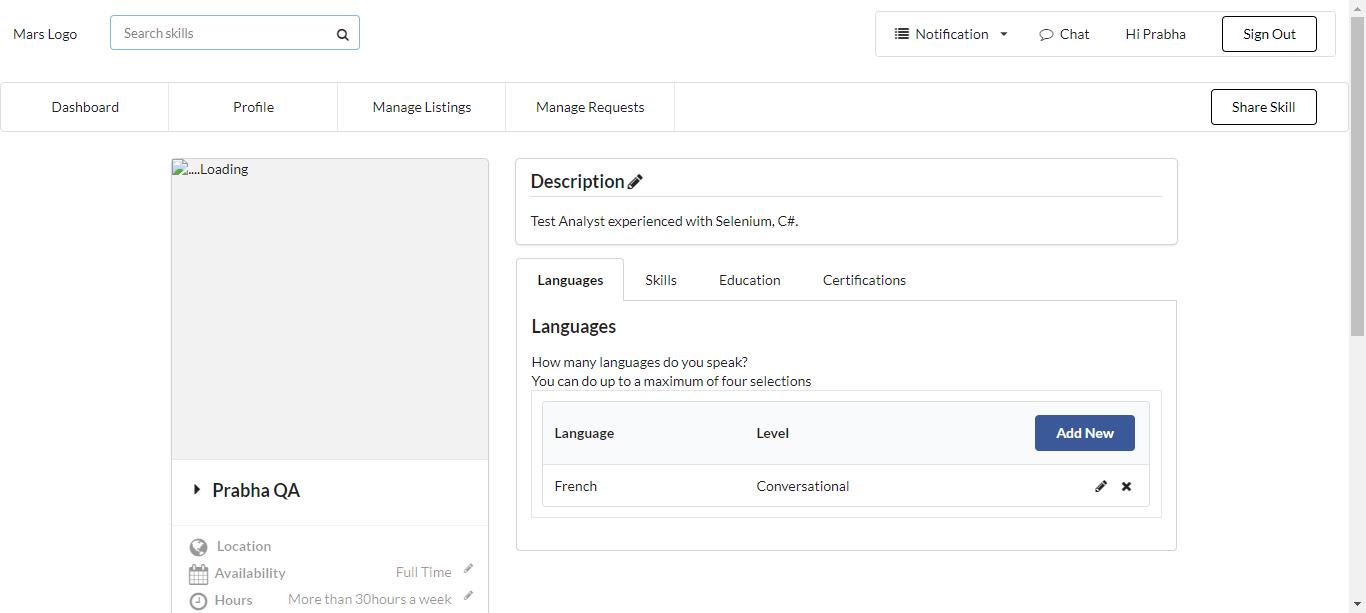 Mars Logo
Search skills
Notification
Chat
Hi Prabha
Sign Out
Dashboard
Profile
Manage Listings
Manage Requests
Share Skill
....Loading
Description
Test Analyst experienced with Selenium, C#.
Languages
Skills
Education
Certifications
Languages
How many languages do you speak?
You can do up to a maximum of four selections
Language
Level
Add New
French
Conversational
Prabha QA
Location
Availability
Full Time
Hours
More than 30hours a week